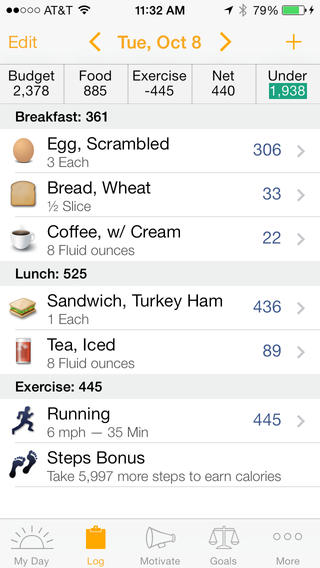 AT&T 11:32 AM 79%
Edit Tue, Oct 8
Budget Food Exercise Net Under
2,378 885 -445 440 1,938
Breakfast: 361
Egg, Scrambled 306
3 Each
Bread, Wheat 33
½ Slice
Coffee, w/ Cream 22
8 Fluid ounces
Lunch: 525
Sandwich, Turkey Ham 436
1 Each
Tea, Iced 89
8 Fluid ounces
Exercise: 445
Running 445
6 mph — 35 Min
Steps Bonus
Take 5,997 more steps to earn calories
My Day Log Motivate Goals More